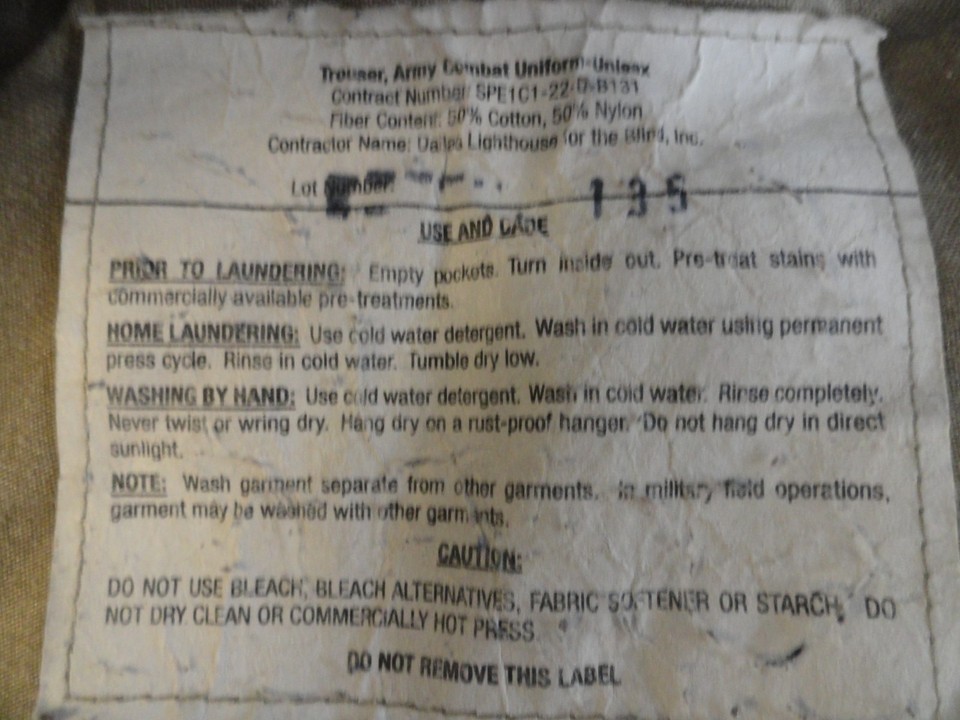 Trouser, Army Combat Uniform-Unisex
Contract Number: SPE1C1-22-D-B131
Fiber Content: 50% Cotton, 50% Nylon
Contractor Name: Dallas Lighthouse for the Blind, Inc.
Lot Number: 135
USE AND CARE
PRIOR TO LAUNDERING: Empty pockets. Turn inside out. Pre-treat stains with
commercially available pre-treatments.
HOME LAUNDERING: Use cold water detergent. Wash in cold water using permanent
press cycle. Rinse in cold water. Tumble dry low.
WASHING BY HAND: Use cold water detergent. Wash in cold water. Rinse completely.
Never twist or wring dry. Hang dry on a rust-proof hanger. Do not hang dry in direct
sunlight.
NOTE: Wash garment separate from other garments. In military field operations,
garment may be washed with other garments.
CAUTION:
DO NOT USE BLEACH, BLEACH ALTERNATIVES, FABRIC SOFTENER OR STARCH. DO
NOT DRY CLEAN OR COMMERCIALLY HOT PRESS
DO NOT REMOVE THIS LABEL